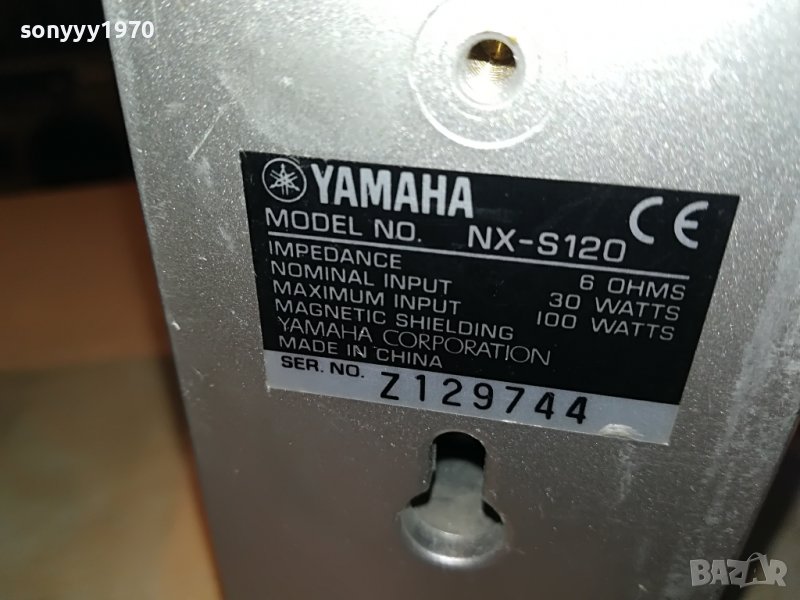 sonyyy1970
YAMAHA
CE
MODEL NO. NX-S120
IMPEDANCE 6 OHMS
NOMINAL INPUT 30 WATTS
MAXIMUM INPUT 100 WATTS
MAGNETIC SHIELDING
YAMAHA CORPORATION
MADE IN CHINA
SER. NO. Z129744
BAZAR